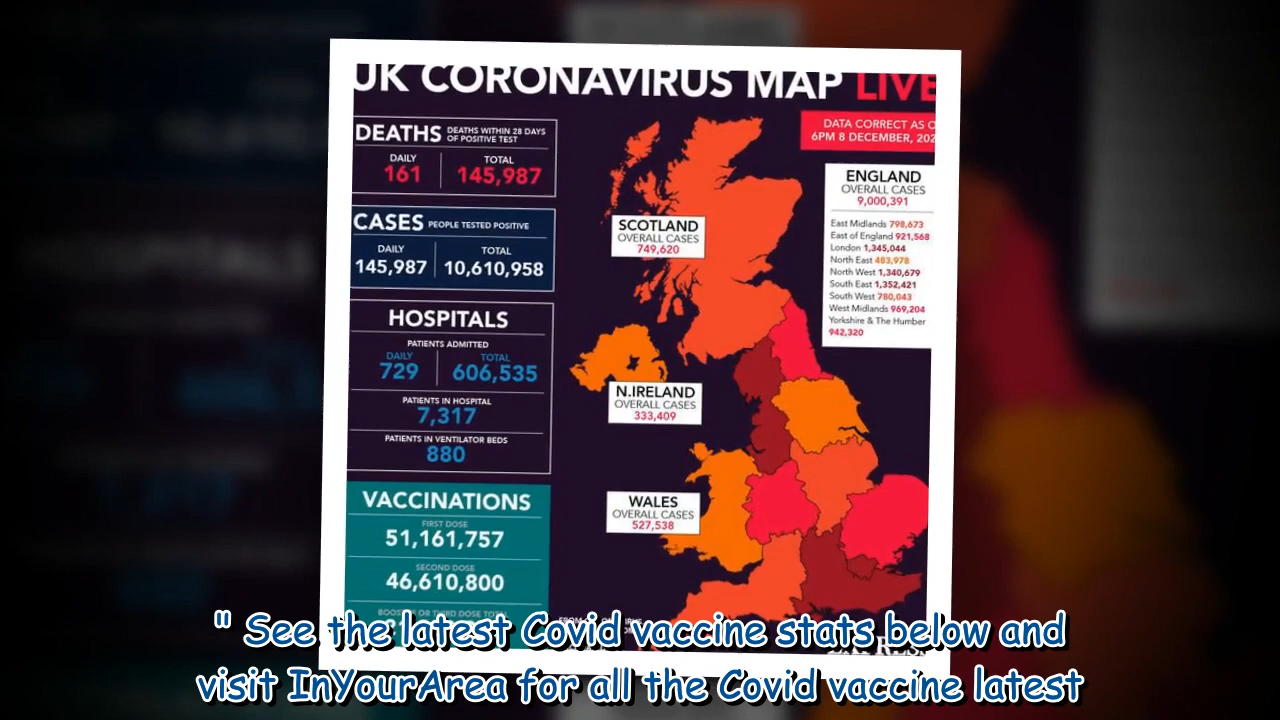 UK CORONAVIRUS MAP LIVE
DATA CORRECT AS O
6PM 8 DECEMBER, 202
DEATHS DEATHS WITHIN 28 DAYS
OF POSITIVE TEST
DAILY TOTAL
161 145,987
CASES PEOPLE TESTED POSITIVE
DAILY TOTAL
145,987 10,610,958
HOSPITALS
PATIENTS ADMITTED
DAILY TOTAL
729 606,535
PATIENTS IN HOSPITAL
7,317
PATIENTS IN VENTILATOR BEDS
880
VACCINATIONS
FIRST DOSE
51,161,757
SECOND DOSE
46,610,800
BOOSTER OR THIRD DOSE TOTAL
SCOTLAND
OVERALL CASES
749,620
N.IRELAND
OVERALL CASES
333,409
WALES
OVERALL CASES
527,538
ENGLAND
OVERALL CASES
9,000,391
East Midlands 798,673
East of England 921,568
London 1,345,044
North East 483,978
North West 1,340,679
South East 1,352,421
South West 780,043
West Midlands 969,204
Yorkshire & The Humber
942,320
" See the latest Covid vaccine stats below and
visit InYourArea for all the Covid vaccine latest